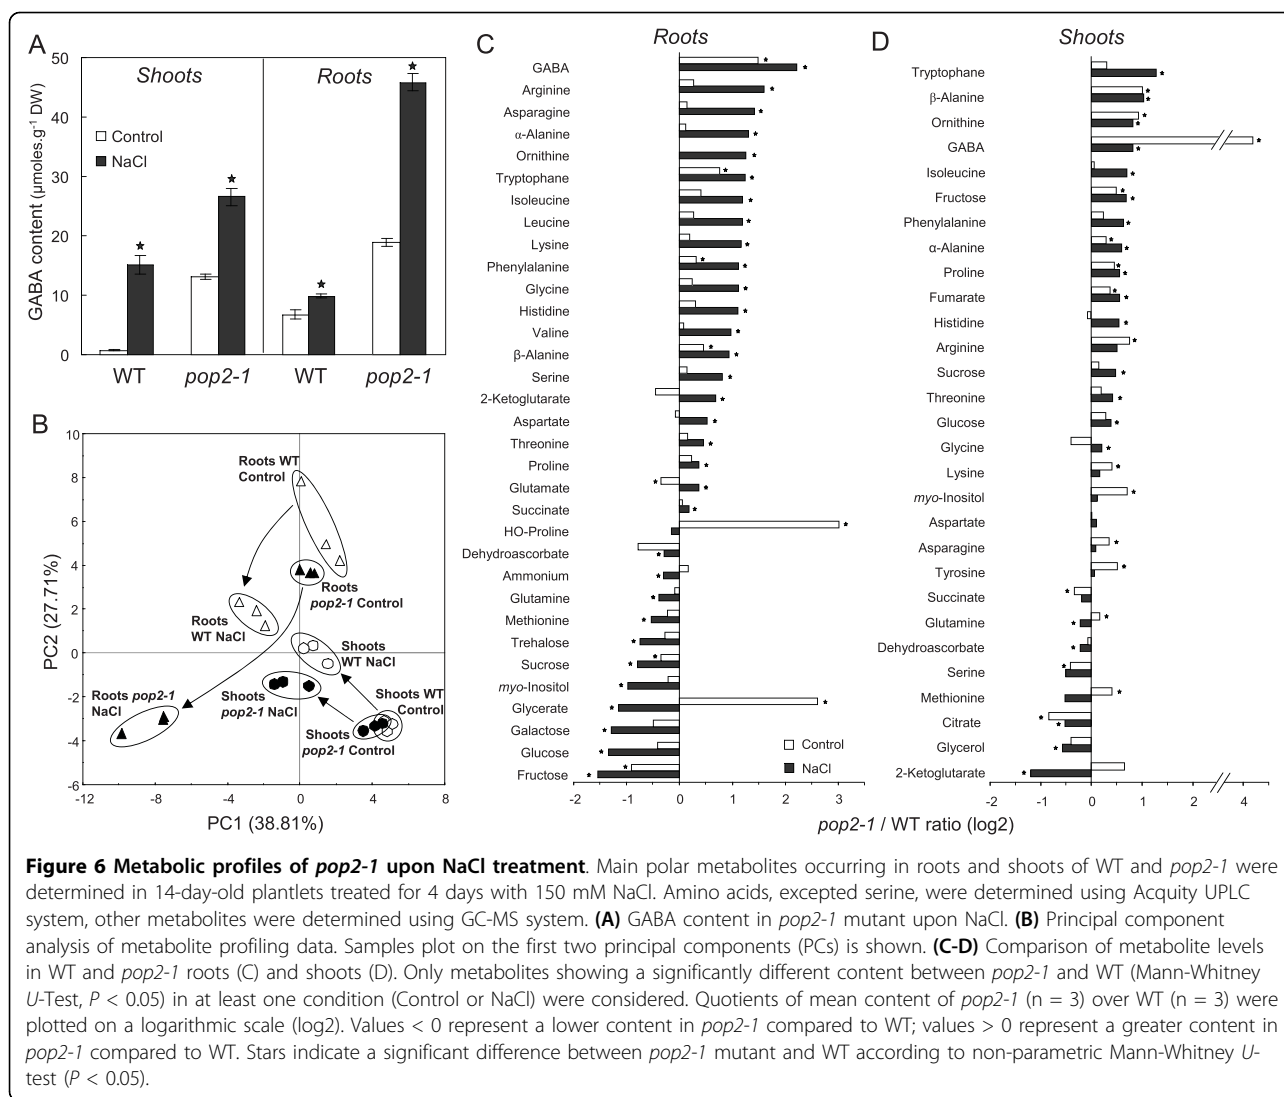 A
Shoots
Roots
GABA content (µmoles.g⁻¹ DW)
50
40
30
20
10
0
Control
NaCl
WT
pop2-1
WT
pop2-1
B
PC2 (27.71%)
10
8
6
4
2
0
-2
-4
-6
Roots WT
Control
Roots
pop2-1 Control
Roots
WT NaCl
Shoots
WT NaCl
Roots pop2-1
NaCl
Shoots
pop2-1 NaCl
Shoots WT
Control
Shoots
pop2-1 Control
-12
-8
-4
0
4
8
PC1 (38.81%)
C
Roots
GABA
Arginine
Asparagine
α-Alanine
Ornithine
Tryptophane
Isoleucine
Leucine
Lysine
Phenylalanine
Glycine
Histidine
Valine
β-Alanine
Serine
2-Ketoglutarate
Aspartate
Threonine
Proline
Glutamate
Succinate
HO-Proline
Dehydroascorbate
Ammonium
Glutamine
Methionine
Trehalose
Sucrose
myo-Inositol
Glycerate
Galactose
Glucose
Fructose
Control
NaCl
-2
-1
0
1
2
3
D
Shoots
Tryptophane
β-Alanine
Ornithine
GABA
Isoleucine
Fructose
Phenylalanine
α-Alanine
Proline
Fumarate
Histidine
Arginine
Sucrose
Threonine
Glucose
Glycine
Lysine
myo-Inositol
Aspartate
Asparagine
Tyrosine
Succinate
Glutamine
Dehydroascorbate
Serine
Methionine
Citrate
Glycerol
2-Ketoglutarate
-2
-1
0
1
2
4
pop2-1 / WT ratio (log2)
Figure 6 Metabolic profiles of pop2-1 upon NaCl treatment. Main polar metabolites occurring in roots and shoots of WT and pop2-1 were
determined in 14-day-old plantlets treated for 4 days with 150 mM NaCl. Amino acids, excepted serine, were determined using Acquity UPLC
system, other metabolites were determined using GC-MS system. (A) GABA content in pop2-1 mutant upon NaCl. (B) Principal component
analysis of metabolite profiling data. Samples plot on the first two principal components (PCs) is shown. (C-D) Comparison of metabolite levels
in WT and pop2-1 roots (C) and shoots (D). Only metabolites showing a significantly different content between pop2-1 and WT (Mann-Whitney
U-Test, P < 0.05) in at least one condition (Control or NaCl) were considered. Quotients of mean content of pop2-1 (n = 3) over WT (n = 3) were
plotted on a logarithmic scale (log2). Values < 0 represent a lower content in pop2-1 compared to WT; values > 0 represent a greater content in
pop2-1 compared to WT. Stars indicate a significant difference between pop2-1 mutant and WT according to non-parametric Mann-Whitney U-
test (P < 0.05).